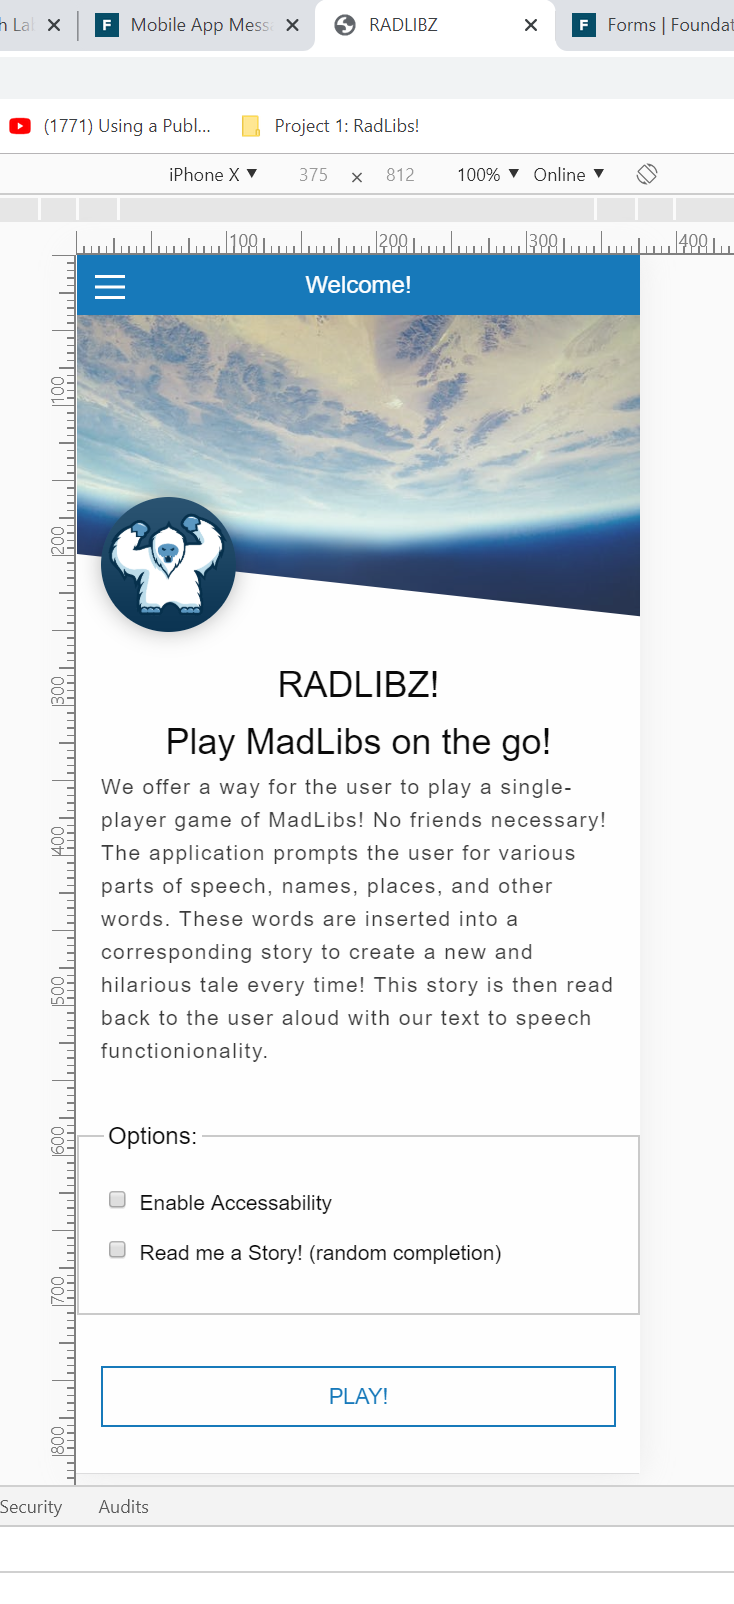 h La
F Mobile App Mess
RADLIBZ
F Forms | Foundat
(1771) Using a Publ...
Project 1: RadLibs!
iPhone X ▼ 375 × 812 100% ▼ Online ▼
100 200 300 400
Welcome!
100
200
RADLIBZ!
300
Play MadLibs on the go!
We offer a way for the user to play a single-
player game of MadLibs! No friends necessary!
400
The application prompts the user for various
parts of speech, names, places, and other
words. These words are inserted into a
corresponding story to create a new and
hilarious tale every time! This story is then read
500
back to the user aloud with our text to speech
functionionality.
Options:
600
Enable Accessability
Read me a Story! (random completion)
700
PLAY!
800
Security Audits